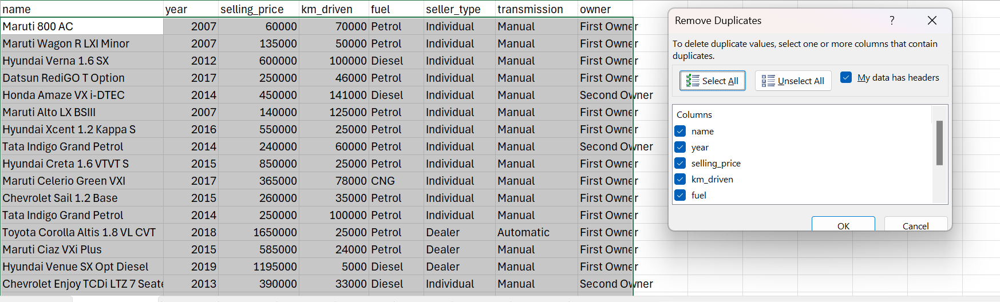 name year selling_price km_driven fuel seller_type transmission owner
Maruti 800 AC 2007 60000 70000 Petrol Individual Manual First Owner
Maruti Wagon R LXI Minor 2007 135000 50000 Petrol Individual Manual First Owner
Hyundai Verna 1.6 SX 2012 600000 100000 Diesel Individual Manual First Owner
Datsun RediGO T Option 2017 250000 46000 Petrol Individual Manual First Owner
Honda Amaze VX i-DTEC 2014 450000 141000 Diesel Individual Manual Second Owner
Maruti Alto LX BSIII 2007 140000 125000 Petrol Individual Manual First Owner
Hyundai Xcent 1.2 Kappa S 2016 550000 25000 Petrol Individual Manual First Owner
Tata Indigo Grand Petrol 2014 240000 60000 Petrol Individual Manual Second Owner
Hyundai Creta 1.6 VTVT S 2015 850000 25000 Petrol Individual Manual First Owner
Maruti Celerio Green VXI 2017 365000 78000 CNG Individual Manual First Owner
Chevrolet Sail 1.2 Base 2015 260000 35000 Petrol Individual Manual First Owner
Tata Indigo Grand Petrol 2014 250000 100000 Petrol Individual Manual First Owner
Toyota Corolla Altis 1.8 VL CVT 2018 1650000 25000 Petrol Dealer Automatic First Owner
Maruti Ciaz VXi Plus 2015 585000 24000 Petrol Dealer Manual First Owner
Hyundai Venue SX Opt Diesel 2019 1195000 5000 Diesel Dealer Manual First Owner
Chevrolet Enjoy TCDi LTZ 7 Seate 2013 390000 33000 Diesel Individual Manual Second Owner
Remove Duplicates ?
To delete duplicate values, select one or more columns that contain
duplicates.
Select All Unselect All My data has headers
Columns
name
year
selling_price
km_driven
fuel
OK Cancel